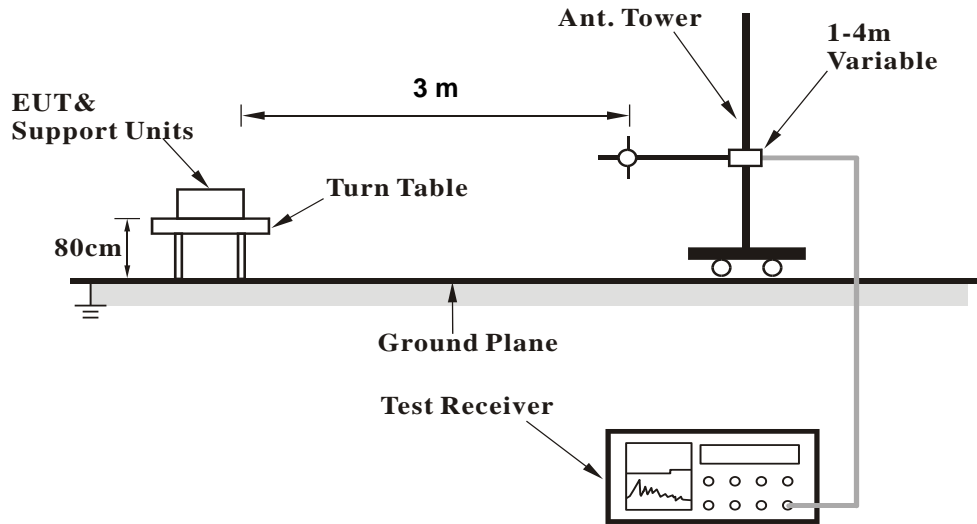 Ant. Tower
1-4m
Variable
3 m
EUT&
Support Units
Turn Table
80cm
Ground Plane
Test Receiver